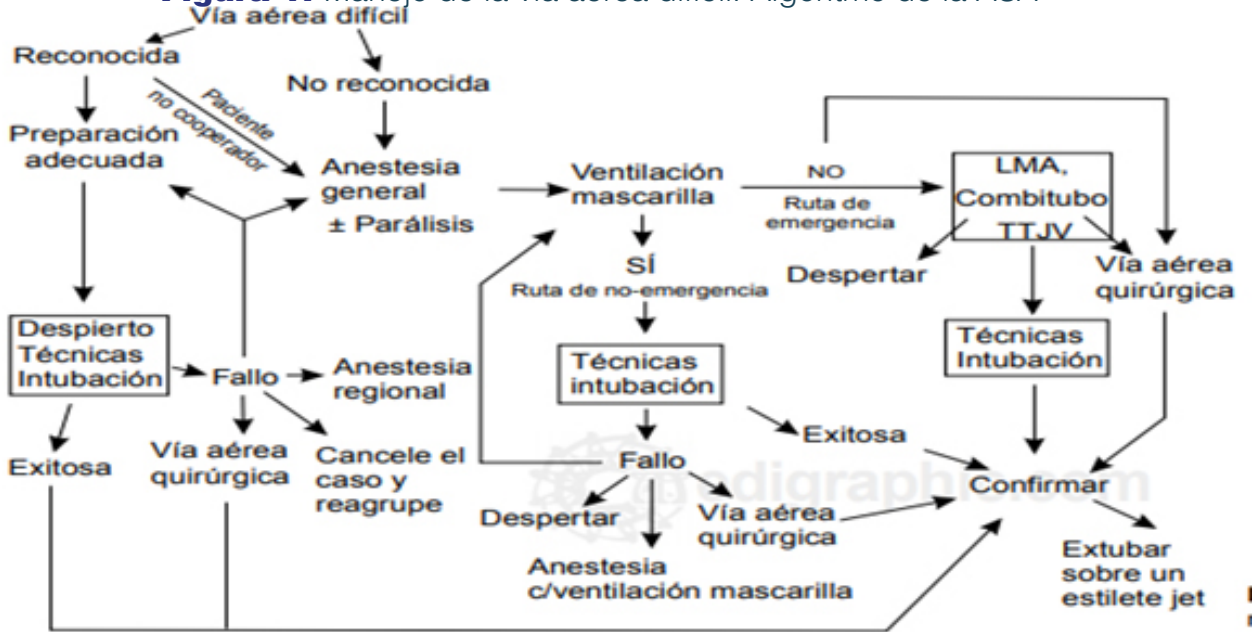 Vía aérea difícil
Reconocida
No reconocida
Paciente
no cooperador
Preparación
adecuada
Anestesia
general
± Parálisis
Ventilación
mascarilla
NO
Ruta de
emergencia
LMA,
Combitubo
TTJV
Despertar
Vía aérea
quirúrgica
SÍ
Ruta de no-emergencia
Despierto
Técnicas
Intubación
Fallo
Anestesia
regional
Técnicas
intubación
Técnicas
Intubación
Exitosa
Vía aérea
quirúrgica
Cancele el
caso y
reagrupe
Exitosa
Fallo
Despertar
Vía aérea
quirúrgica
Anestesia
c/ventilación mascarilla
Confirmar
Extubar
sobre un
estilete jet